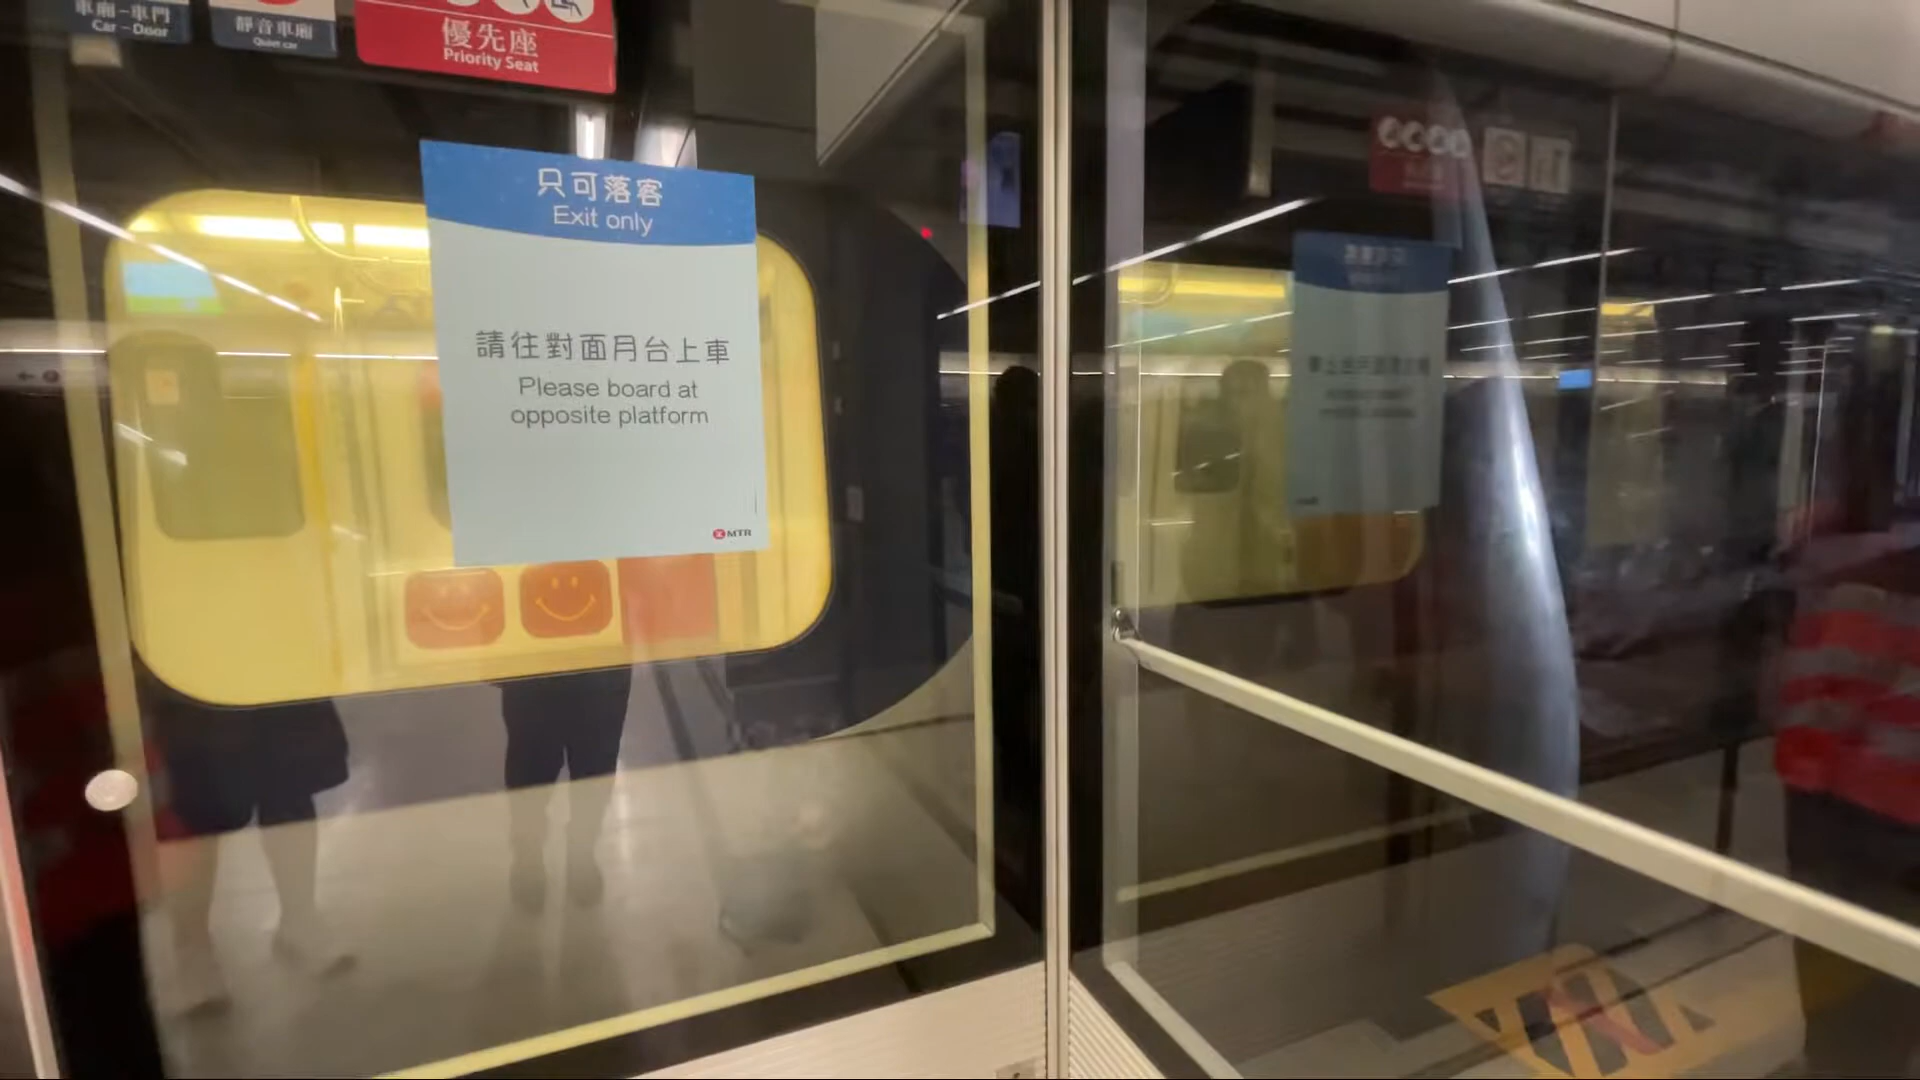 車廂-車門
Car-Door
靜音車廂
Quiet car
優先座
Priority Seat
只可落客
Exit only
請往對面月台上車
Please board at
opposite platform
MTR